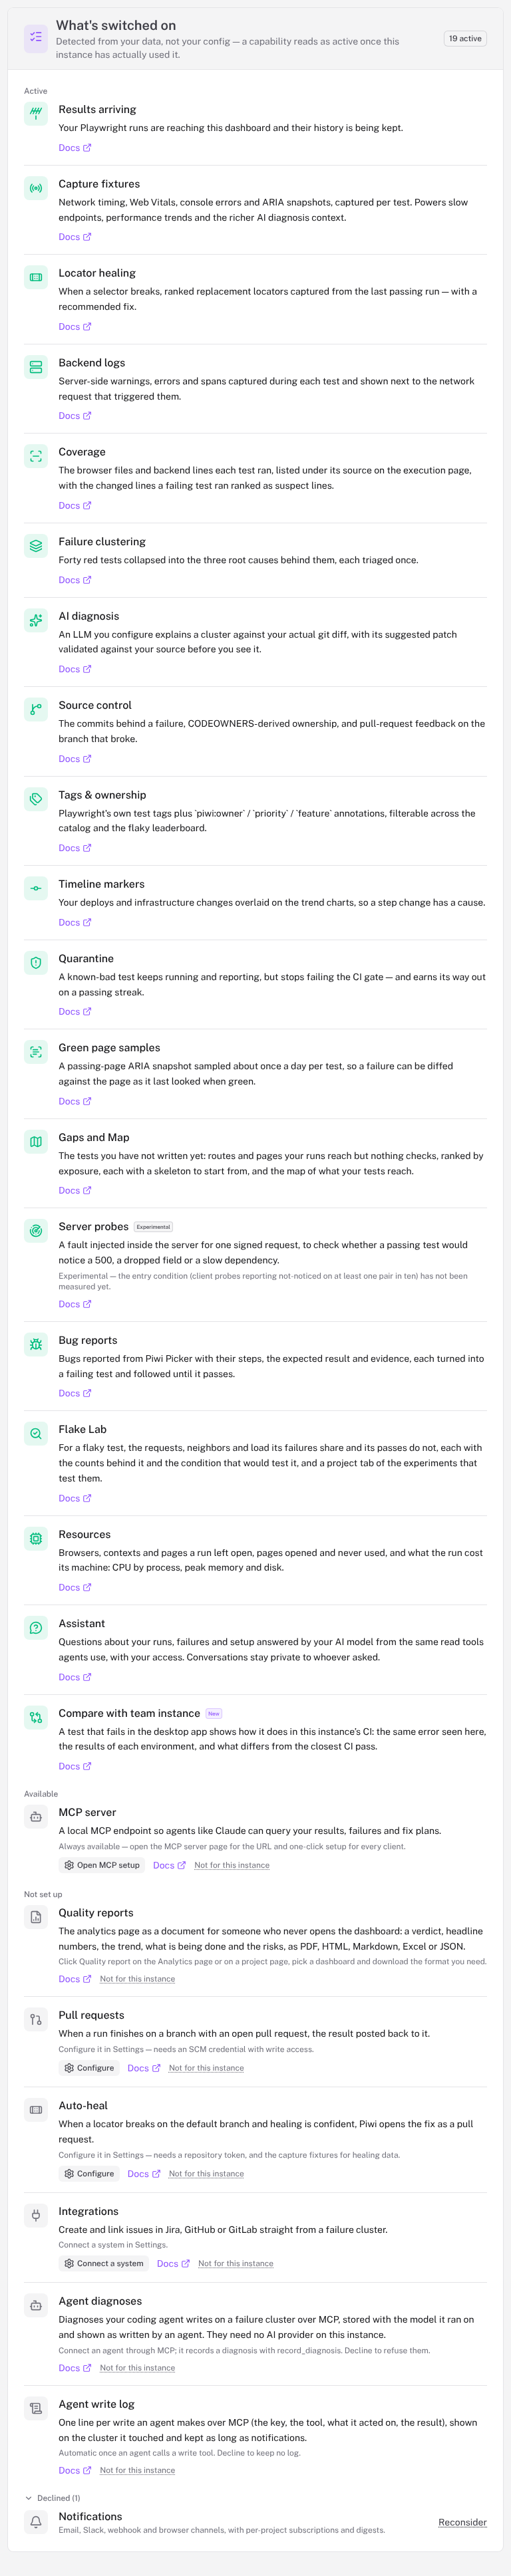 What's switched on
Detected from your data, not your config — a capability reads as active once this
instance has actually used it.
19 active
Active
Results arriving
Your Playwright runs are reaching this dashboard and their history is being kept.
Docs
Capture fixtures
Network timing, Web Vitals, console errors and ARIA snapshots, captured per test. Powers slow
endpoints, performance trends and the richer AI diagnosis context.
Docs
Locator healing
When a selector breaks, ranked replacement locators captured from the last passing run — with a
recommended fix.
Docs
Backend logs
Server-side warnings, errors and spans captured during each test and shown next to the network
request that triggered them.
Docs
Coverage
The browser files and backend lines each test ran, listed under its source on the execution page,
with the changed lines a failing test ran ranked as suspect lines.
Docs
Failure clustering
Forty red tests collapsed into the three root causes behind them, each triaged once.
Docs
AI diagnosis
An LLM you configure explains a cluster against your actual git diff, with its suggested patch
validated against your source before you see it.
Docs
Source control
The commits behind a failure, CODEOWNERS-derived ownership, and pull-request feedback on the
branch that broke.
Docs
Tags & ownership
Playwright's own test tags plus `piwi:owner` / `priority` / `feature` annotations, filterable across the
catalog and the flaky leaderboard.
Docs
Timeline markers
Your deploys and infrastructure changes overlaid on the trend charts, so a step change has a cause.
Docs
Quarantine
A known-bad test keeps running and reporting, but stops failing the CI gate — and earns its way out
on a passing streak.
Docs
Green page samples
A passing-page ARIA snapshot sampled about once a day per test, so a failure can be diffed
against the page as it last looked when green.
Docs
Gaps and Map
The tests you have not written yet: routes and pages your runs reach but nothing checks, ranked by
exposure, each with a skeleton to start from, and the map of what your tests reach.
Docs
Server probes Experimental
A fault injected inside the server for one signed request, to check whether a passing test would
notice a 500, a dropped field or a slow dependency.
Experimental — the entry condition (client probes reporting not-noticed on at least one pair in ten) has not been
measured yet.
Docs
Bug reports
Bugs reported from Piwi Picker with their steps, the expected result and evidence, each turned into
a failing test and followed until it passes.
Docs
Flake Lab
For a flaky test, the requests, neighbors and load its failures share and its passes do not, each with
the counts behind it and the condition that would test it, and a project tab of the experiments that
test them.
Docs
Resources
Browsers, contexts and pages a run left open, pages opened and never used, and what the run cost
its machine: CPU by process, peak memory and disk.
Docs
Assistant
Questions about your runs, failures and setup answered by your AI model from the same read tools
agents use, with your access. Conversations stay private to whoever asked.
Docs
Compare with team instance New
A test that fails in the desktop app shows how it does in this instance's CI: the same error seen here,
the results of each environment, and what differs from the closest CI pass.
Docs
Available
MCP server
A local MCP endpoint so agents like Claude can query your results, failures and fix plans.
Always available — open the MCP server page for the URL and one-click setup for every client.
Open MCP setup Docs Not for this instance
Not set up
Quality reports
The analytics page as a document for someone who never opens the dashboard: a verdict, headline
numbers, the trend, what is being done and the risks, as PDF, HTML, Markdown, Excel or JSON.
Click Quality report on the Analytics page or on a project page, pick a dashboard and download the format you need.
Docs Not for this instance
Pull requests
When a run finishes on a branch with an open pull request, the result posted back to it.
Configure it in Settings — needs an SCM credential with write access.
Configure Docs Not for this instance
Auto-heal
When a locator breaks on the default branch and healing is confident, Piwi opens the fix as a pull
request.
Configure it in Settings — needs a repository token, and the capture fixtures for healing data.
Configure Docs Not for this instance
Integrations
Create and link issues in Jira, GitHub or GitLab straight from a failure cluster.
Connect a system in Settings.
Connect a system Docs Not for this instance
Agent diagnoses
Diagnoses your coding agent writes on a failure cluster over MCP, stored with the model it ran on
and shown as written by an agent. They need no AI provider on this instance.
Connect an agent through MCP; it records a diagnosis with record_diagnosis. Decline to refuse them.
Docs Not for this instance
Agent write log
One line per write an agent makes over MCP (the key, the tool, what it acted on, the result), shown
on the cluster it touched and kept as long as notifications.
Automatic once an agent calls a write tool. Decline to keep no log.
Docs Not for this instance
Declined (1)
Notifications
Email, Slack, webhook and browser channels, with per-project subscriptions and digests.
Reconsider